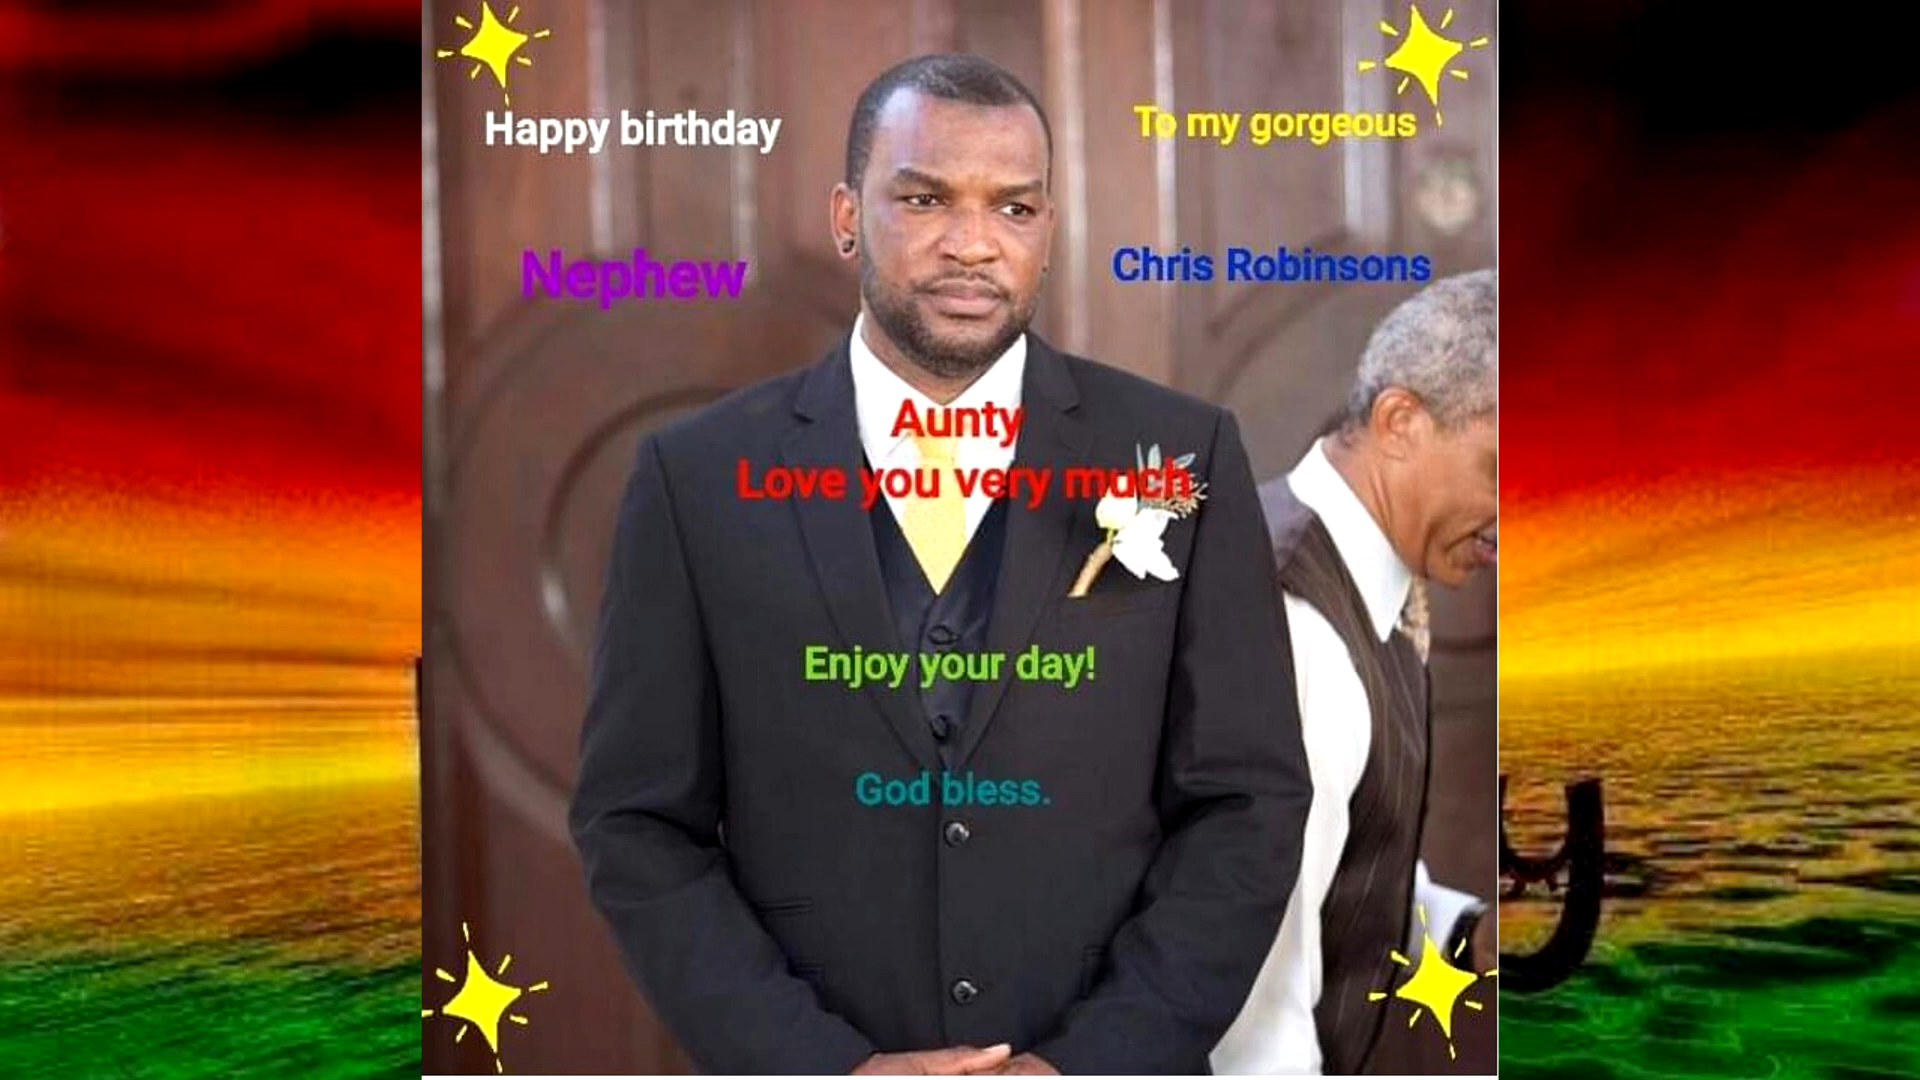 Happy birthday
To my gorgeous
Nephew
Chris Robinsons
Aunty
Love you very much
Enjoy your day!
God bless.
y